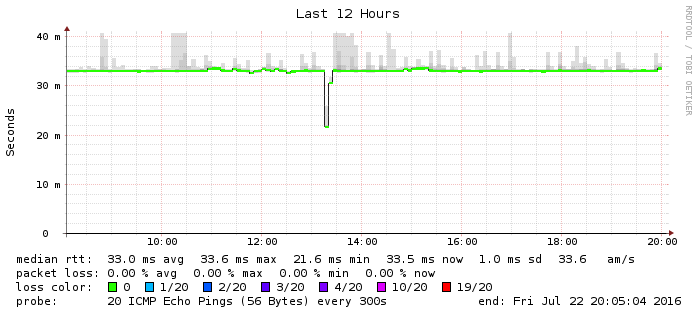 Last 12 Hours
RRDTOOL / TOBI OETIKER
Seconds
40 m
30 m
20 m
10 m
0
10:00 12:00 14:00 16:00 18:00 20:00
median rtt: 33.0 ms avg 33.6 ms max 21.6 ms min 33.5 ms now 1.0 ms sd 33.6 am/s
packet loss: 0.00 % avg 0.00 % max 0.00 % min 0.00 % now
loss color: 0 1/20 2/20 3/20 4/20 10/20 19/20
probe: 20 ICMP Echo Pings (56 Bytes) every 300s end: Fri Jul 22 20:05:04 2016